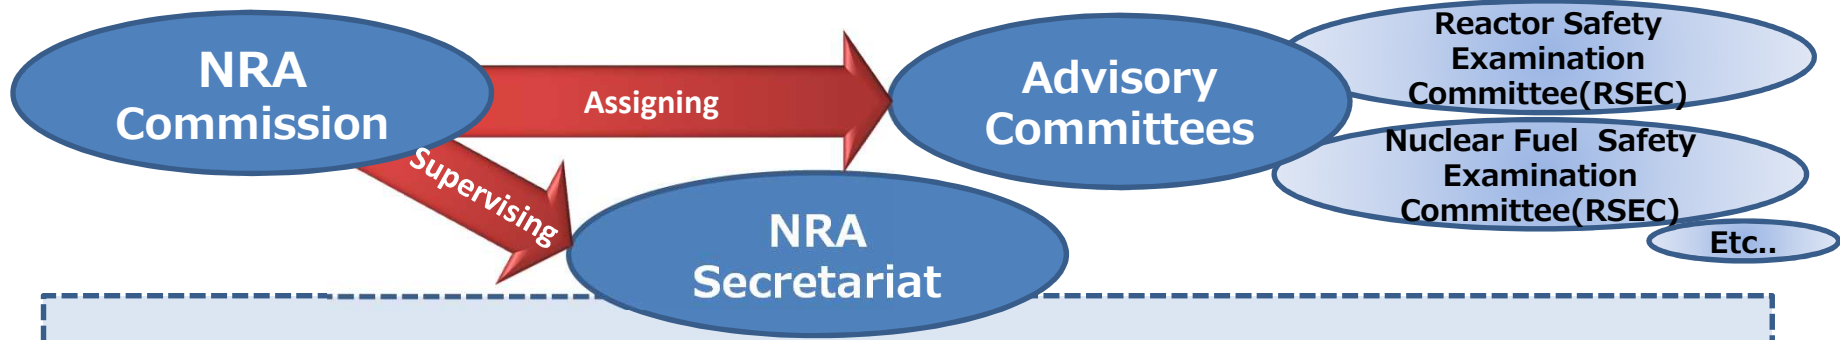 NRA
Commission
Assigning
Supervising
Advisory
Committees
Reactor Safety
Examination
Committee(RSEC)
Nuclear Fuel  Safety
Examination
Committee(RSEC)
Etc..
NRA
Secretariat